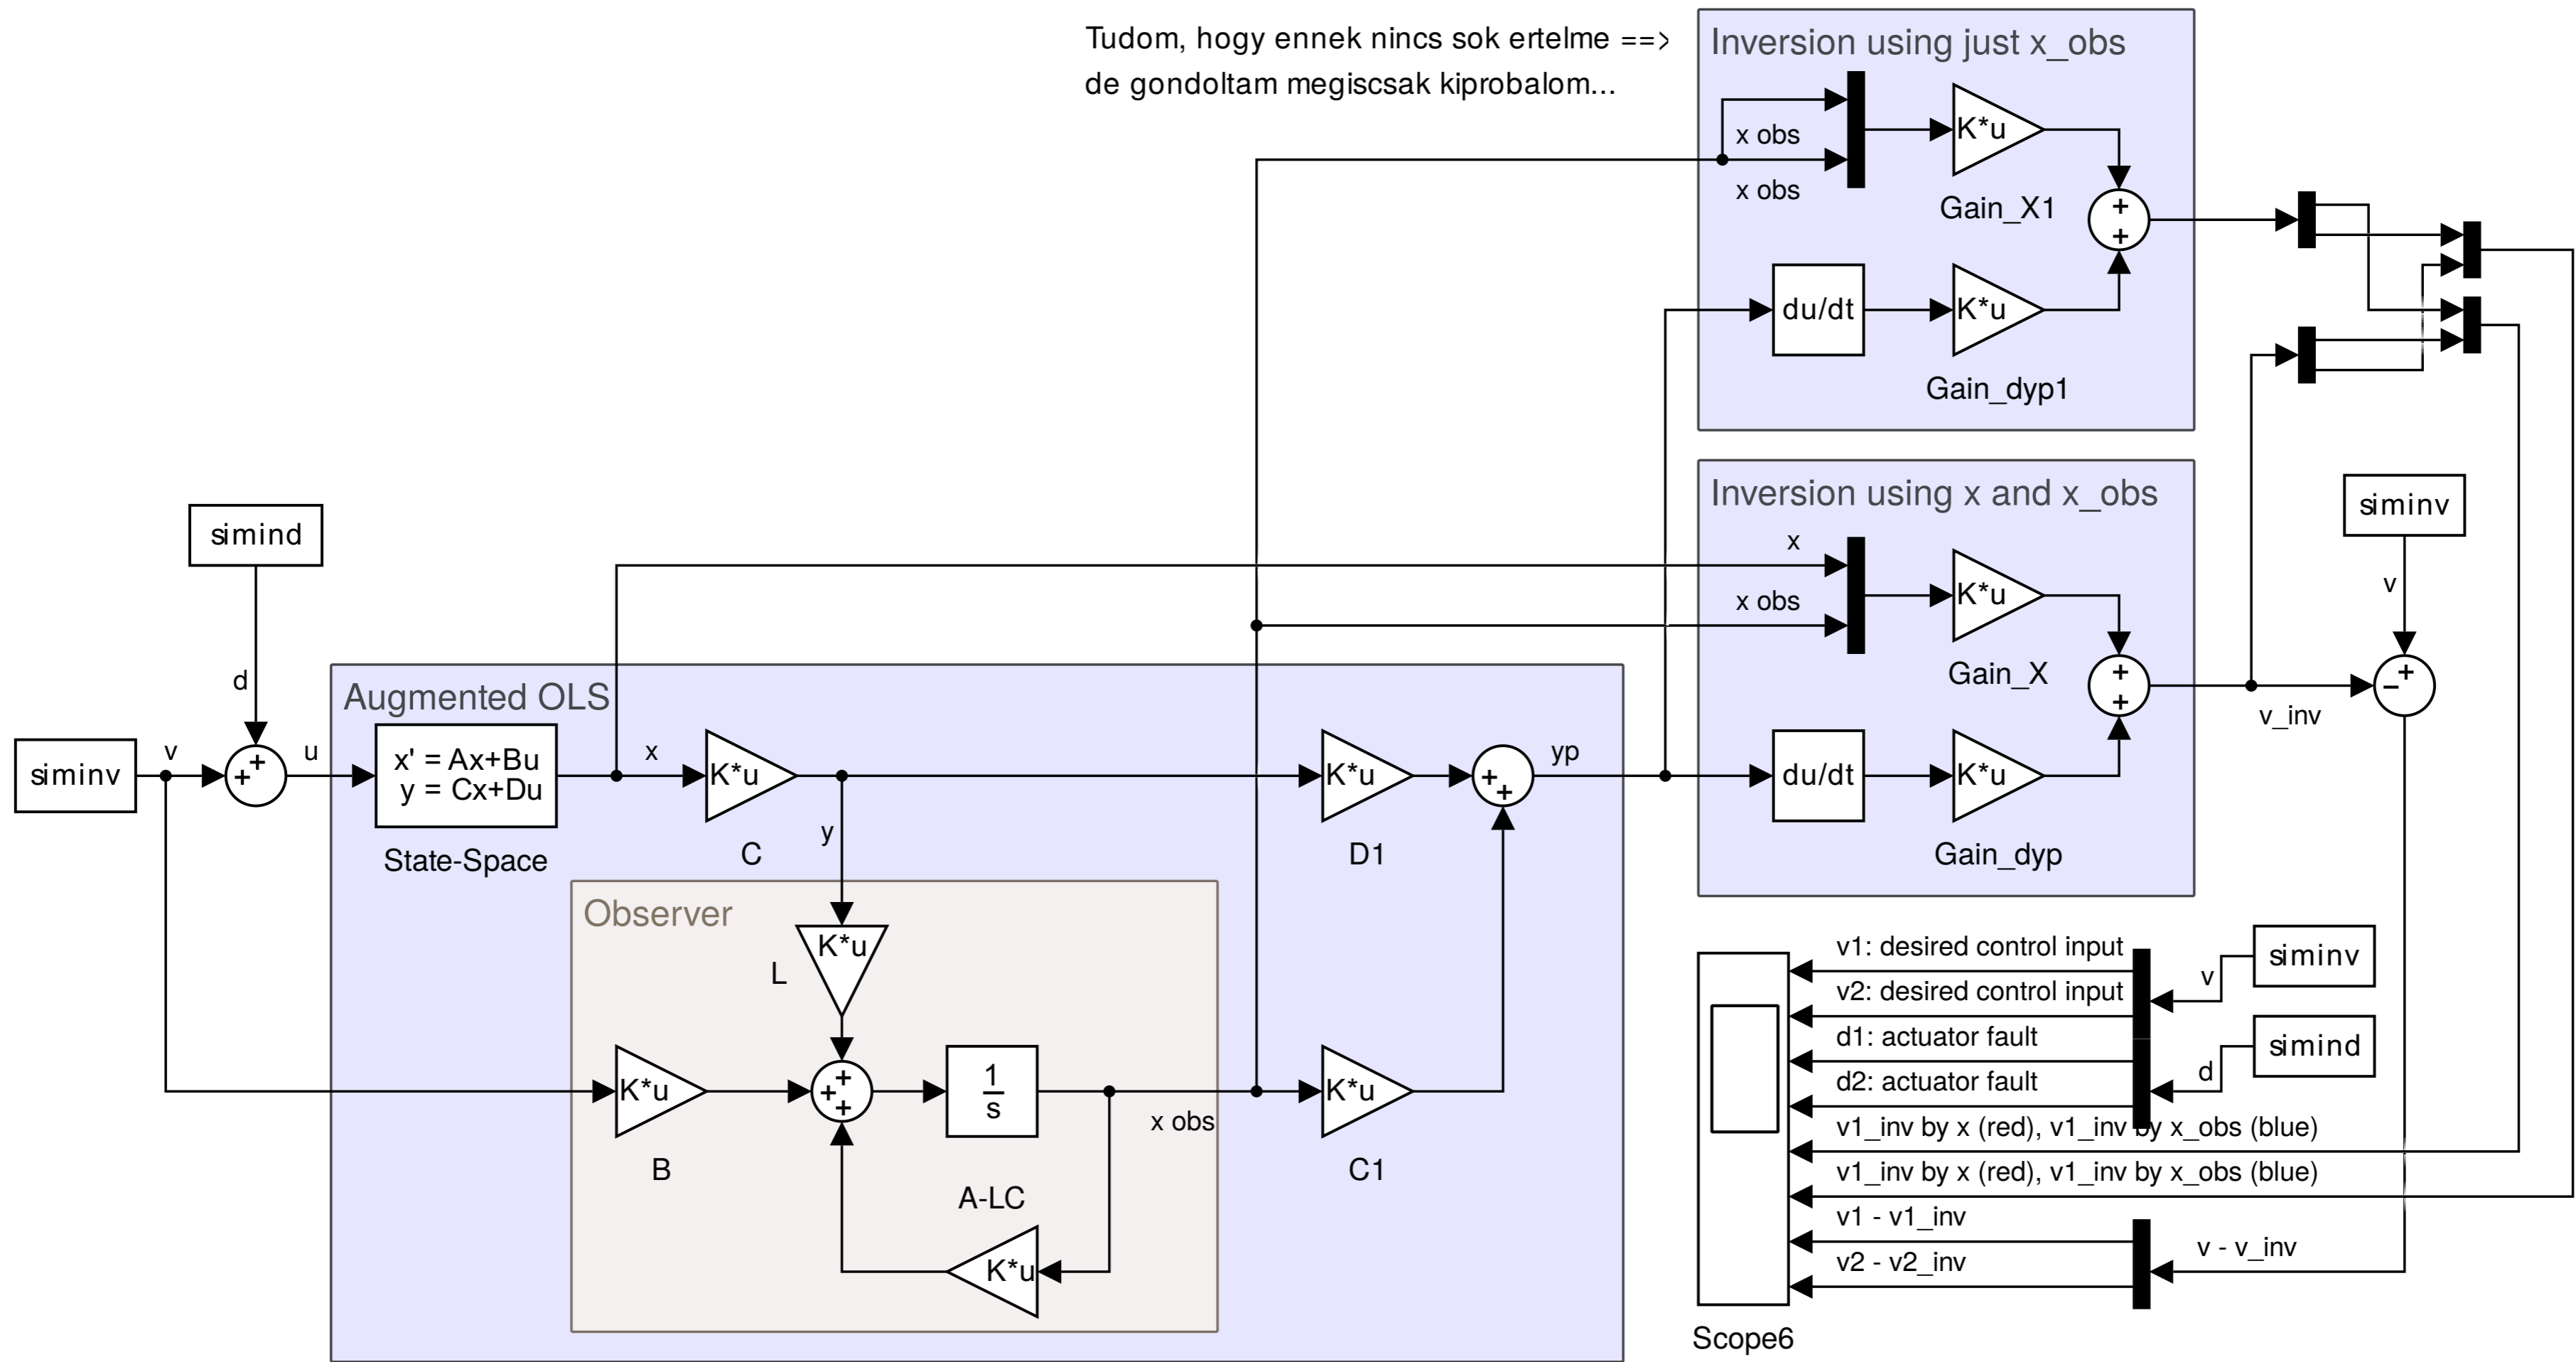 Tudom, hogy ennek nincs sok ertelme ==>
de gondoltam megiscsak kiprobalom...
Inversion using just x_obs
x obs
x obs
K*u
Gain_X1
+
+
du/dt
K*u
Gain_dyp1
Inversion using x and x_obs
x
x obs
K*u
Gain_X
+
+
du/dt
K*u
Gain_dyp
v_inv
siminv
v
+
−
simind
d
siminv
v
+
+
u
Augmented OLS
x' = Ax+Bu
y = Cx+Du
State-Space
x
K*u
C
y
K*u
D1
+
+
yp
Observer
K*u
L
K*u
B
+
+
+
1
s
x obs
A-LC
K*u
K*u
C1
v1: desired control input
v2: desired control input
d1: actuator fault
d2: actuator fault
v1_inv by x (red), v1_inv by x_obs (blue)
v1_inv by x (red), v1_inv by x_obs (blue)
v1 - v1_inv
v2 - v2_inv
siminv
v
simind
d
v - v_inv
Scope6